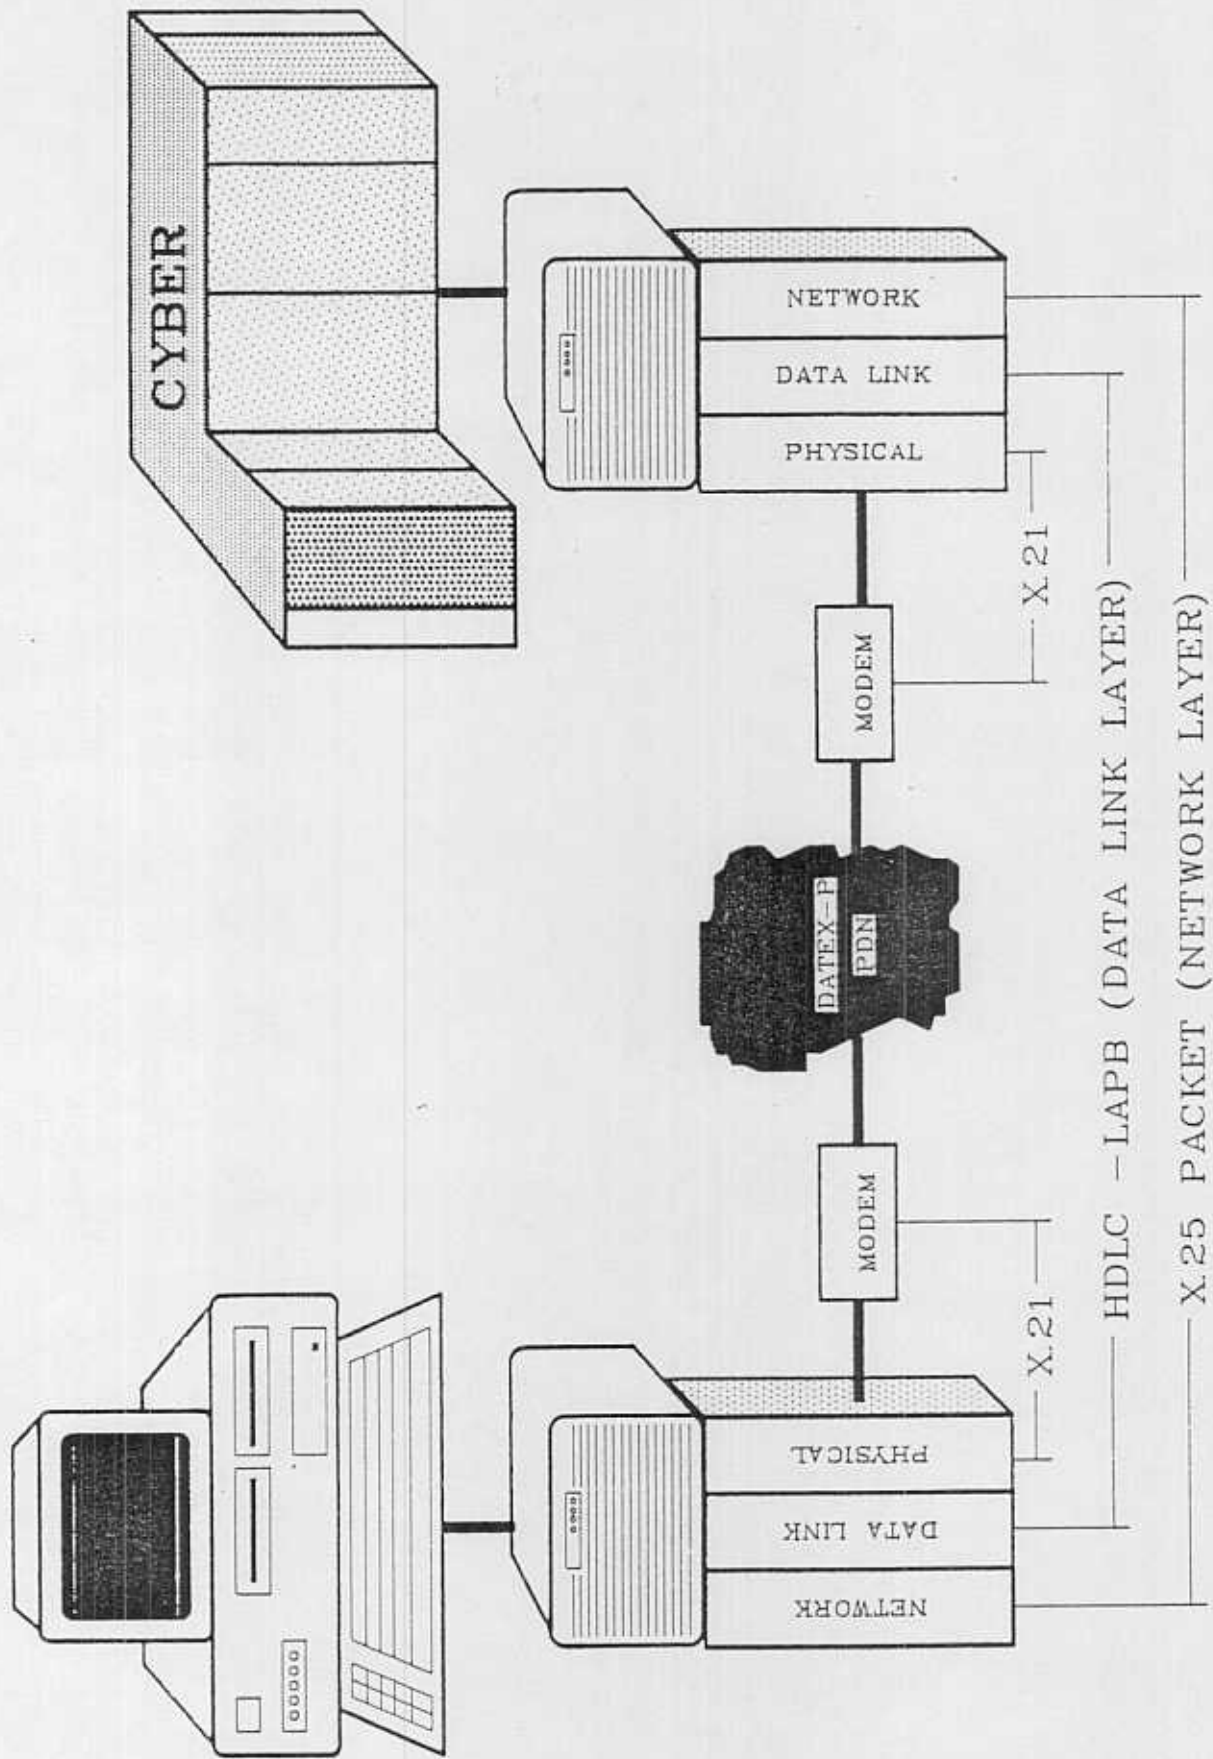 CYBER
NETWORK
DATA LINK
PHYSICAL
PHYSICAL
DATA LINK
NETWORK
MODEM
DATEX-P
PDN
MODEM
X.21
X.21
HDLC -LAPB (DATA LINK LAYER)
X.25 PACKET (NETWORK LAYER)